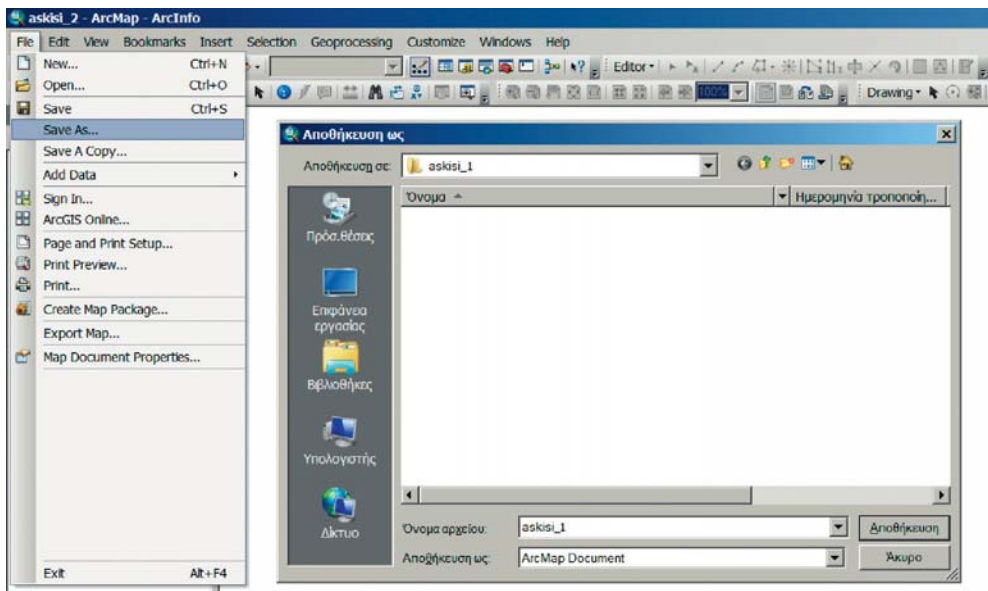 askisi_2 - ArcMap - ArcInfo
File Edit View Bookmarks Insert Selection Geoprocessing Customize Windows Help
New... Ctrl+N
Open... Ctrl+O
Save Ctrl+S
Save As...
Save A Copy...
Add Data
Sign In...
ArcGIS Online...
Page and Print Setup...
Print Preview...
Print...
Create Map Package...
Export Map...
Map Document Properties...
Exit Alt+F4
Editor
100%
Drawing
Αποθήκευση ως
Αποθήκευση σε: askisi_1
Όνομα Ημερομηνία τροποποίη...
Πρόσ.θέσεις
Επιφάνεια
εργασίας
Βιβλιοθήκες
Υπολογιστής
Δίκτυο
Όνομα αρχείου: askisi_1 Αποθήκευση
Αποθήκευση ως: ArcMap Document Άκυρο